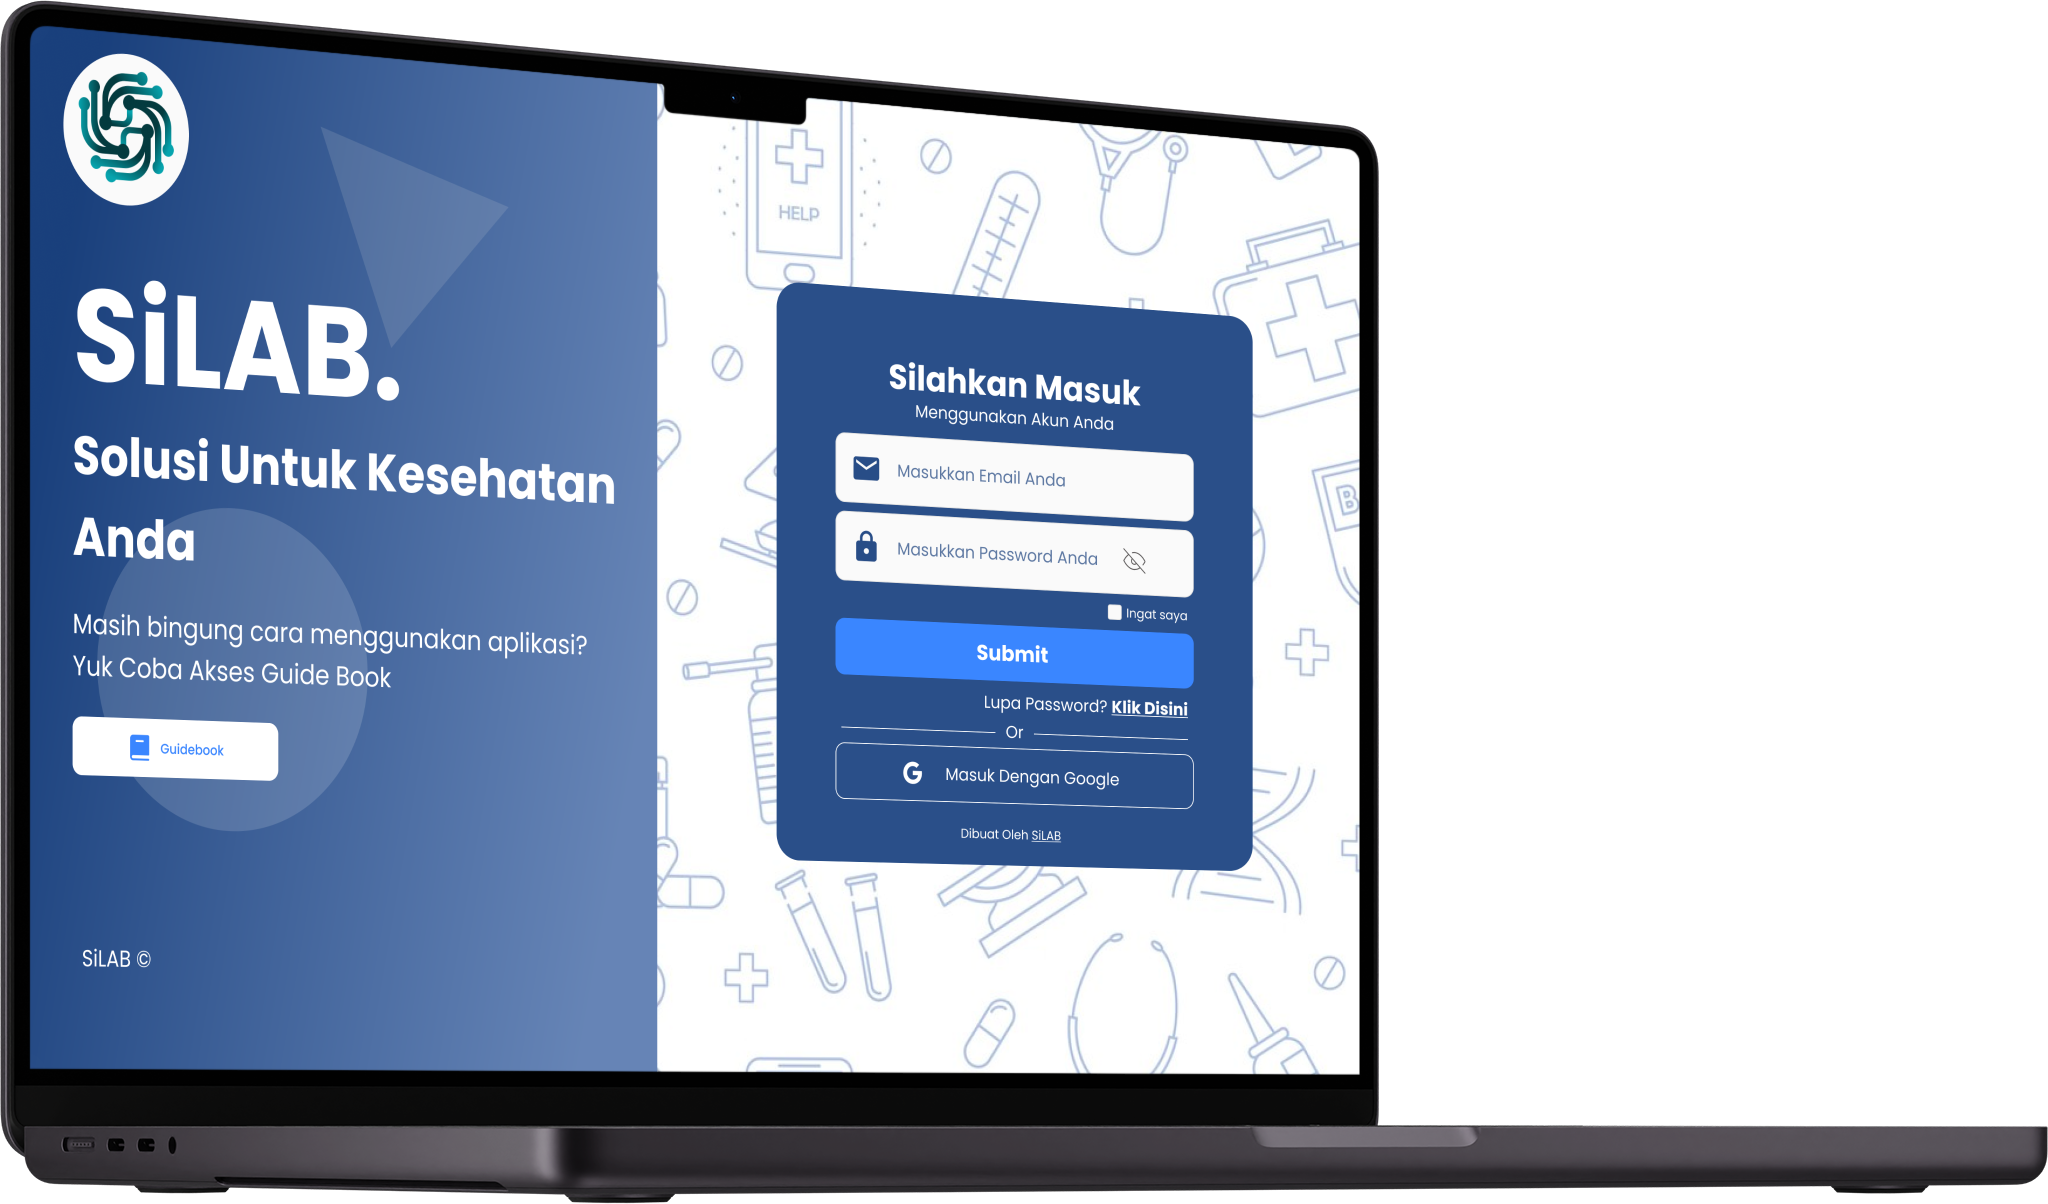 SiLAB.
Solusi Untuk Kesehatan
Anda
Masih bingung cara menggunakan aplikasi?
Yuk Coba Akses Guide Book
Guidebook
SiLAB ©
HELP
Silahkan Masuk
Menggunakan Akun Anda
Masukkan Email Anda
Masukkan Password Anda
Ingat saya
Submit
Lupa Password? Klik Disini
Or
G Masuk Dengan Google
Dibuat Oleh SiLAB
B